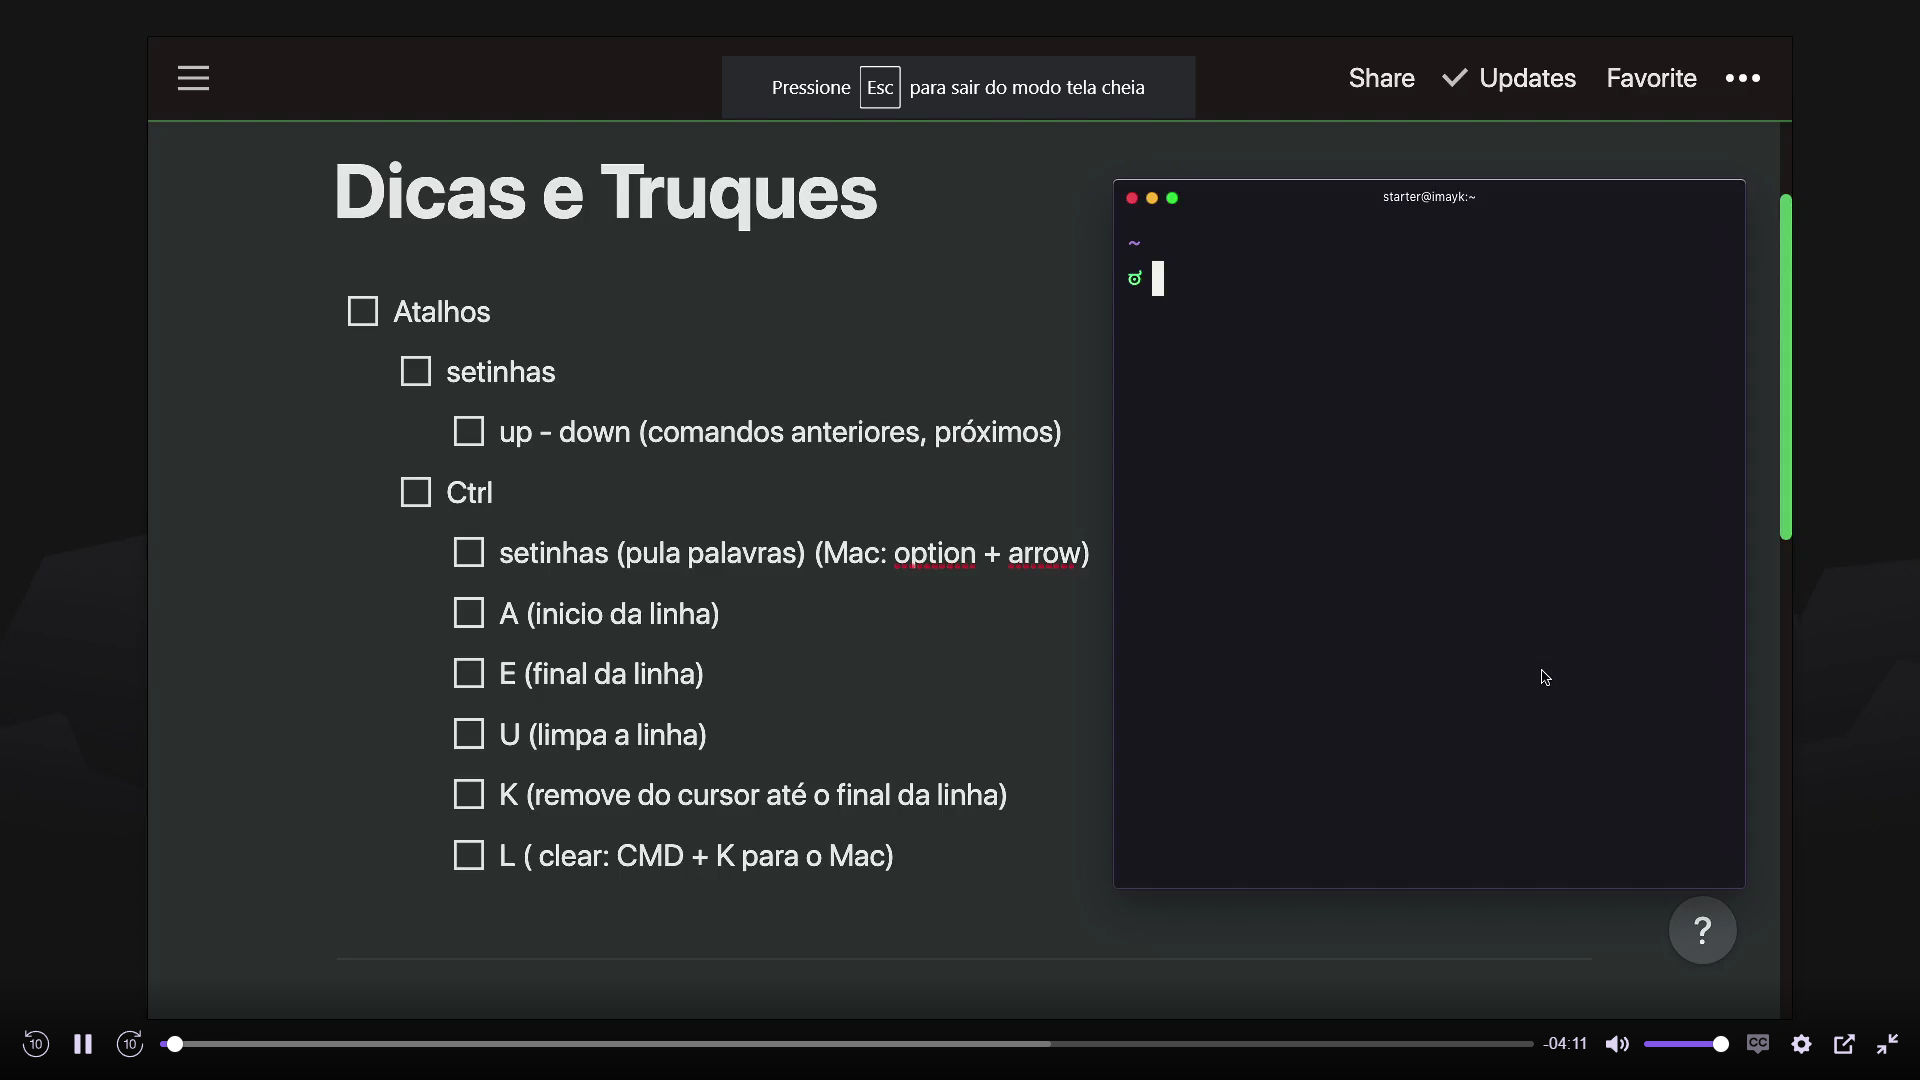 Pressione Esc para sair do modo tela cheia
Share Updates Favorite •••
Dicas e Truques
starter@imayk:~
~
Atalhos
setinhas
up - down (comandos anteriores, próximos)
Ctrl
setinhas (pula palavras) (Mac: option + arrow)
A (inicio da linha)
E (final da linha)
U (limpa a linha)
K (remove do cursor até o final da linha)
L ( clear: CMD + K para o Mac)
?
10 10 -04:11 CC